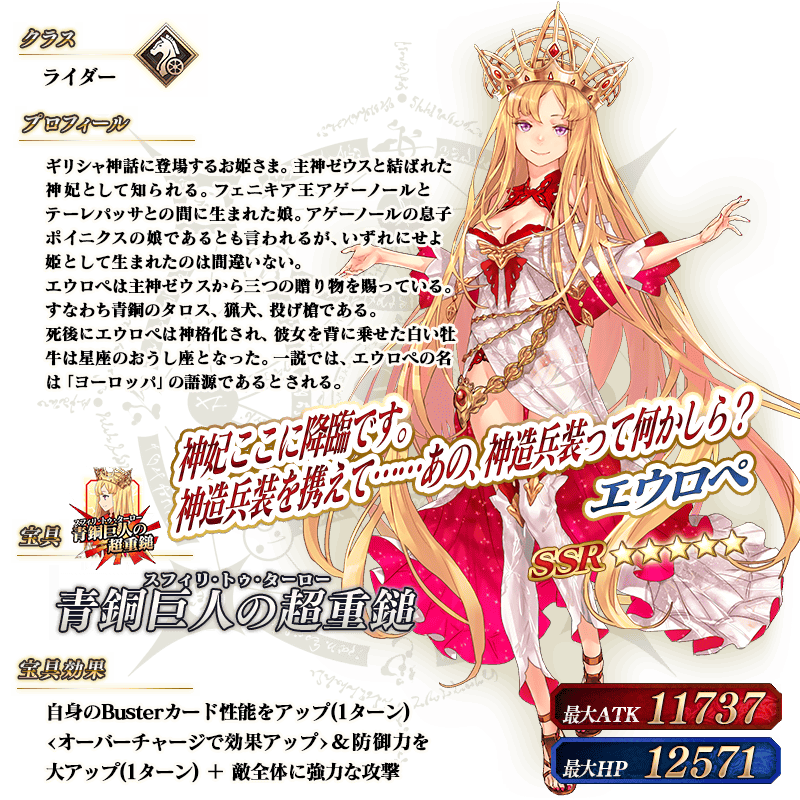 クラス
ライダー
プロフィール
ギリシャ神話に登場するお姫さま。主神ゼウスと結ばれた
神妃として知られる。フェニキア王アゲーノールと
テーレパッサとの間に生まれた娘。アゲーノールの息子
ポイニクスの娘であるとも言われるが、いずれにせよ
姫として生まれたのは間違いない。
エウロペは主神ゼウスから三つの贈り物を賜っている。
すなわち青銅のタロス、猟犬、投げ槍である。
死後にエウロペは神格化され、彼女を背に乗せた白い牡
牛は星座のおうし座となった。一説では、エウロペの名
は「ヨーロッパ」の語源であるとされる。
神妃ここに降臨です。
神造兵装を携えて……あの、神造兵装って何かしら？
エウロペ
SSR ★★★★★
宝具
スフィリ・トゥ・ターロー
青銅巨人の
超重鎚
スフィリ・トゥ・ターロー
青銅巨人の超重鎚
宝具効果
自身のBusterカード性能をアップ(1ターン)
<オーバーチャージで効果アップ>＆防御力を
大アップ(1ターン) ＋ 敵全体に強力な攻撃
最大ATK 11737
最大HP 12571